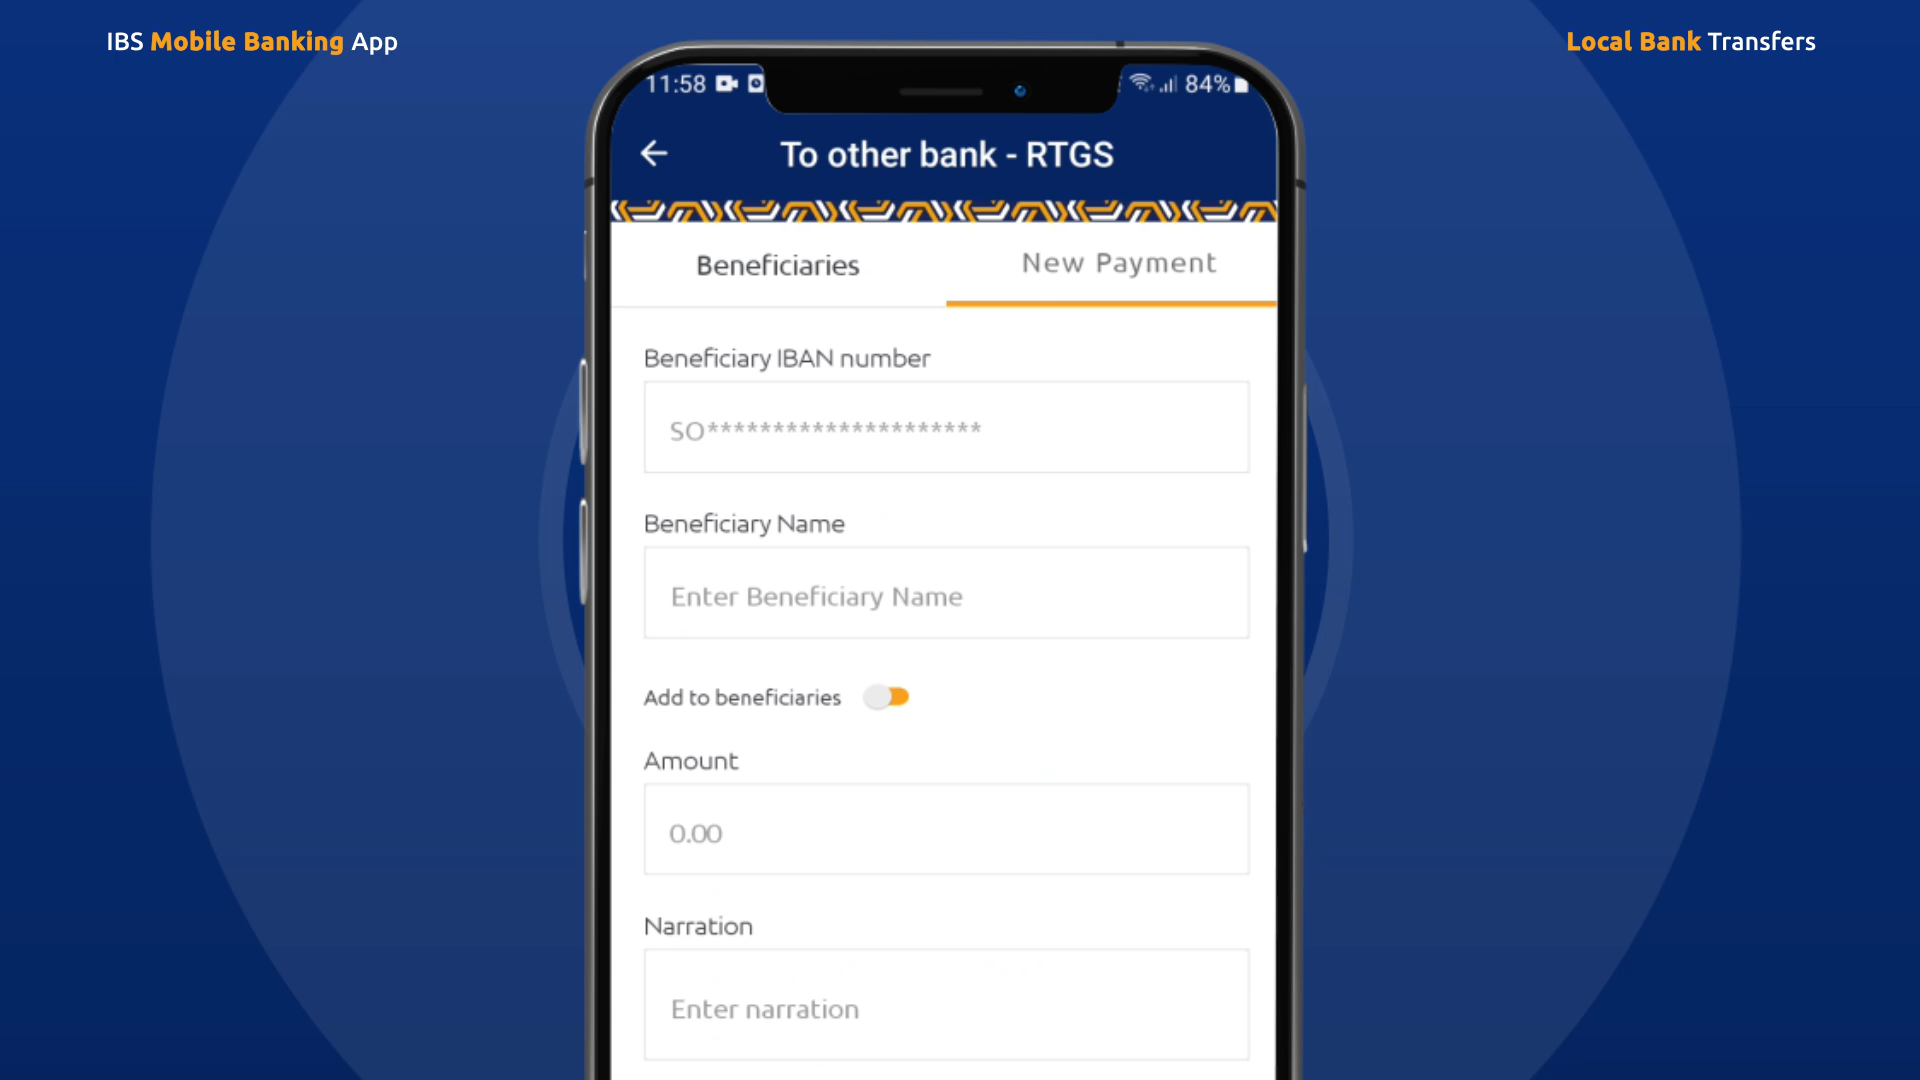 IBS Mobile Banking App
Local Bank Transfers
11:58
84%
To other bank - RTGS
Beneficiaries
New Payment
Beneficiary IBAN number
SO*********************
Beneficiary Name
Enter Beneficiary Name
Add to beneficiaries
Amount
0.00
Narration
Enter narration